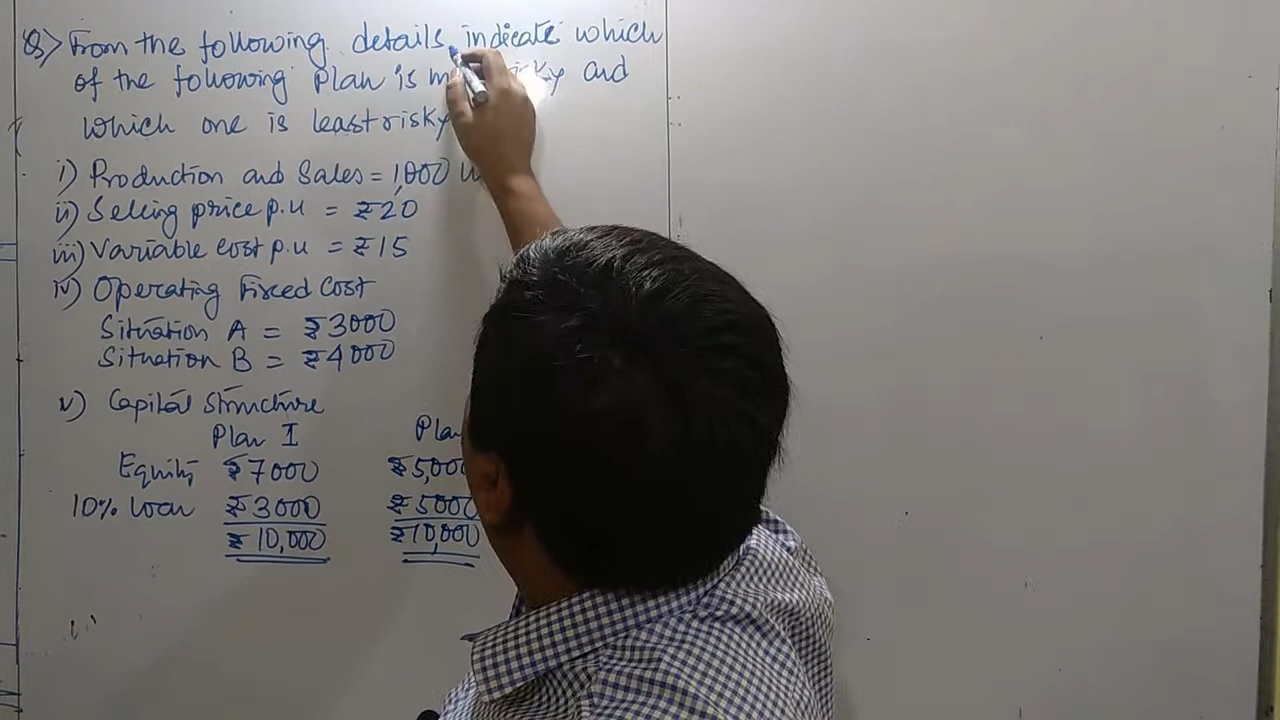 Q> From the following details indicate which
of the following Plan is risky and
which one is least risky
i) Production and Sales = 1,000
ii) Selling price p.u = ₹20
iii) Variable Cost p.u = ₹15
iv) Operating Fixed Cost
Situation A = ₹3000
Situation B = ₹4000
v) Capital Structure
Plan I Plan
Equity ₹7000 ₹5,000
10% Loan ₹3000 ₹5000
₹10,000 ₹10,000